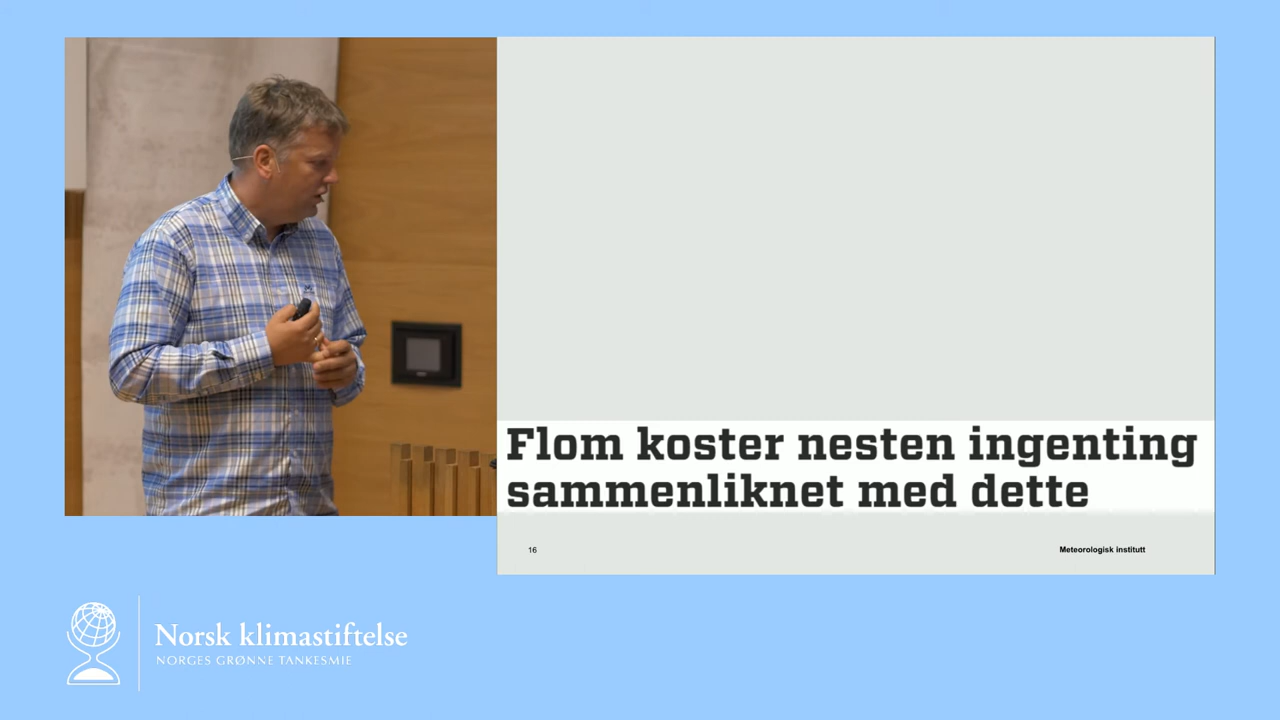 Flom koster nesten ingenting
sammenliknet med dette
16
Meteorologisk institutt
Norsk klimastiftelse
NORGES GRØNNE TANKESMIE